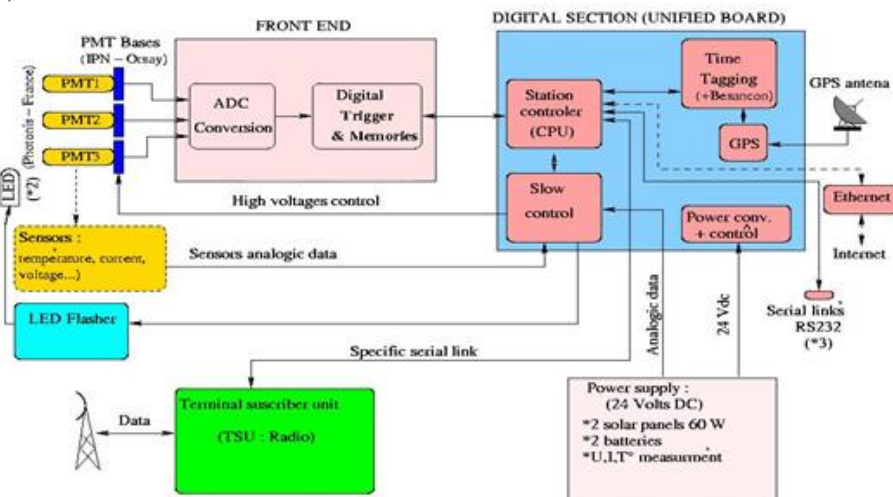 FRONT END
DIGITAL SECTION (UNIFIED BOARD)
PMT Bases
(IPN – Orsay)
(Photonis – France)
PMT1
PMT2
PMT3
ADC
Conversion
Digital
Trigger
& Memories
Station
controler
(CPU)
Time
Tagging
(+Besancon)
GPS antena
GPS
LED
(*2)
High voltages control
Slow
control
Power conv.
+ control
Ethernet
Internet
Sensors :
température, current,
voltage...)
Sensors analogic data
Analogic data
24 Vdc
Serial links
RS232
(*3)
LED Flasher
Specific serial link
Terminal suscriber unit
(TSU : Radio)
Data
Power supply :
(24 Volts DC)
*2 solar panels 60 W
*2 batteries
*U,I,T° measurment